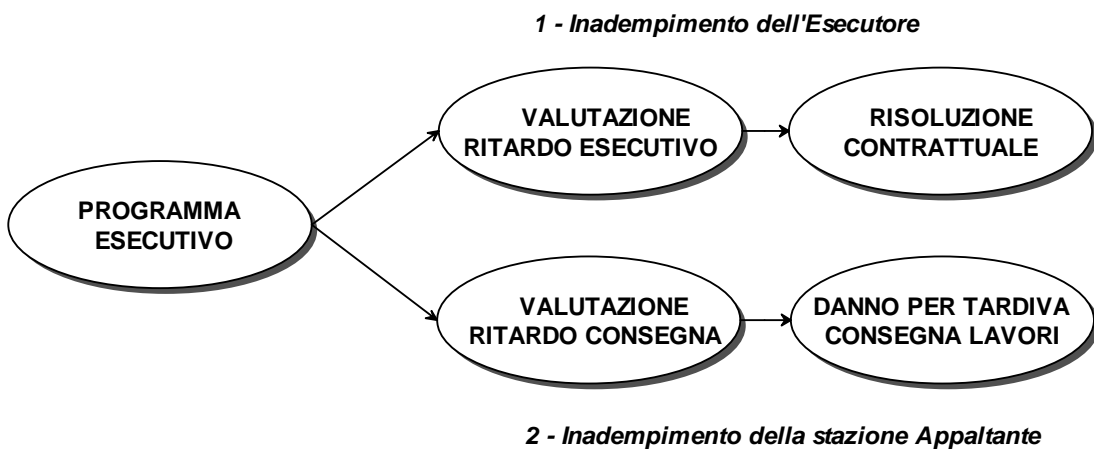 1 - Inadempimento dell'Esecutore
VALUTAZIONE
RITARDO ESECUTIVO
RISOLUZIONE
CONTRATTUALE
PROGRAMMA
ESECUTIVO
VALUTAZIONE
RITARDO CONSEGNA
DANNO PER TARDIVA
CONSEGNA LAVORI
2 - Inadempimento della stazione Appaltante